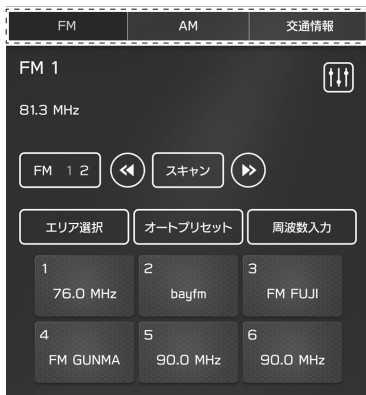 FM AM 交通情報
FM 1
81.3 MHz
FM 1 2 スキャン
エリア選択 オートプリセット 周波数入力
1 2 3
76.0 MHz bayfm FM FUJI
4 5 6
FM GUNMA 90.0 MHz 90.0 MHz